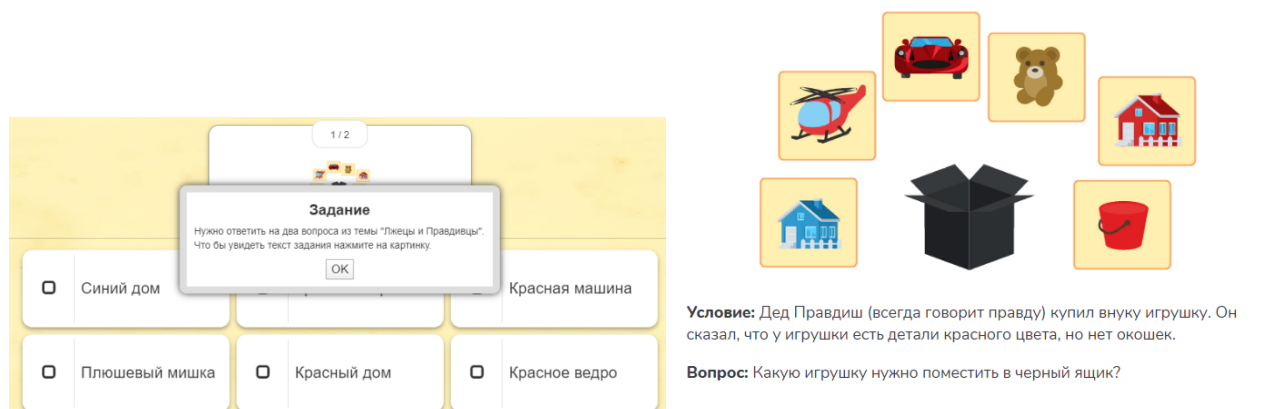 1 / 2
Задание
Нужно ответить на два вопроса из темы "Лжецы и Правдивцы".
Что бы увидеть текст задания нажмите на картинку.
OK
Синий дом
Красная машина
Плюшевый мишка
Красный дом
Красное ведро
Условие: Дед Правдиш (всегда говорит правду) купил внуку игрушку. Он
сказал, что у игрушки есть детали красного цвета, но нет окошек.
Вопрос: Какую игрушку нужно поместить в черный ящик?